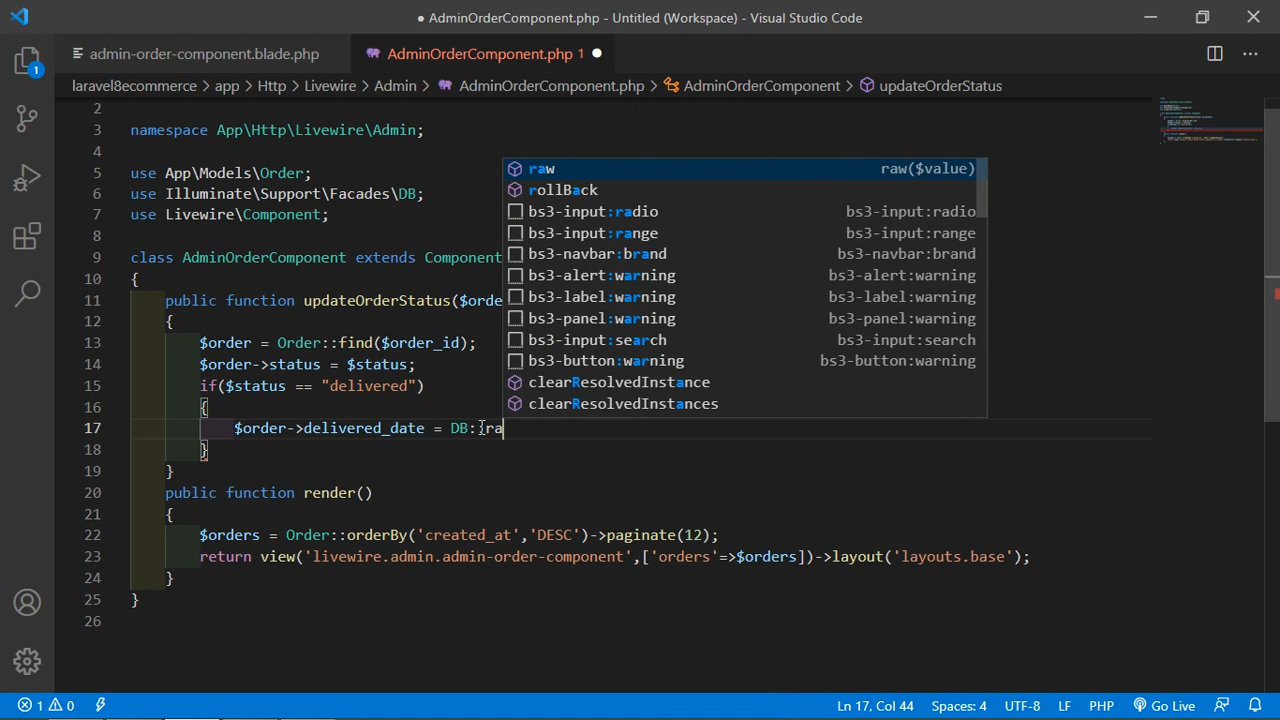 ● AdminOrderComponent.php - Untitled (Workspace) - Visual Studio Code
admin-order-component.blade.php
AdminOrderComponent.php 1
laravel8ecommerce > app > Http > Livewire > Admin > AdminOrderComponent.php > AdminOrderComponent > updateOrderStatus
1
2
3 namespace App\Http\Livewire\Admin;
4
5 use App\Models\Order;
6 use Illuminate\Support\Facades\DB;
7 use Livewire\Component;
8
9 class AdminOrderComponent extends Component
10 {
11 public function updateOrderStatus($orde
12 {
13 $order = Order::find($order_id);
14 $order->status = $status;
15 if($status == "delivered")
16 {
17 $order->delivered_date = DB::ra
18 }
19 }
20 public function render()
21 {
22 $orders = Order::orderBy('created_at','DESC')->paginate(12);
23 return view('livewire.admin.admin-order-component',['orders'=>$orders])->layout('layouts.base');
24 }
25 }
26
raw raw($value)
rollBack
bs3-input:radio bs3-input:radio
bs3-input:range bs3-input:range
bs3-navbar:brand bs3-navbar:brand
bs3-alert:warning bs3-alert:warning
bs3-label:warning bs3-label:warning
bs3-panel:warning bs3-panel:warning
bs3-input:search bs3-input:search
bs3-button:warning bs3-button:warning
clearResolvedInstance
clearResolvedInstances
1 0 Ln 17, Col 44 Spaces: 4 UTF-8 LF PHP Go Live